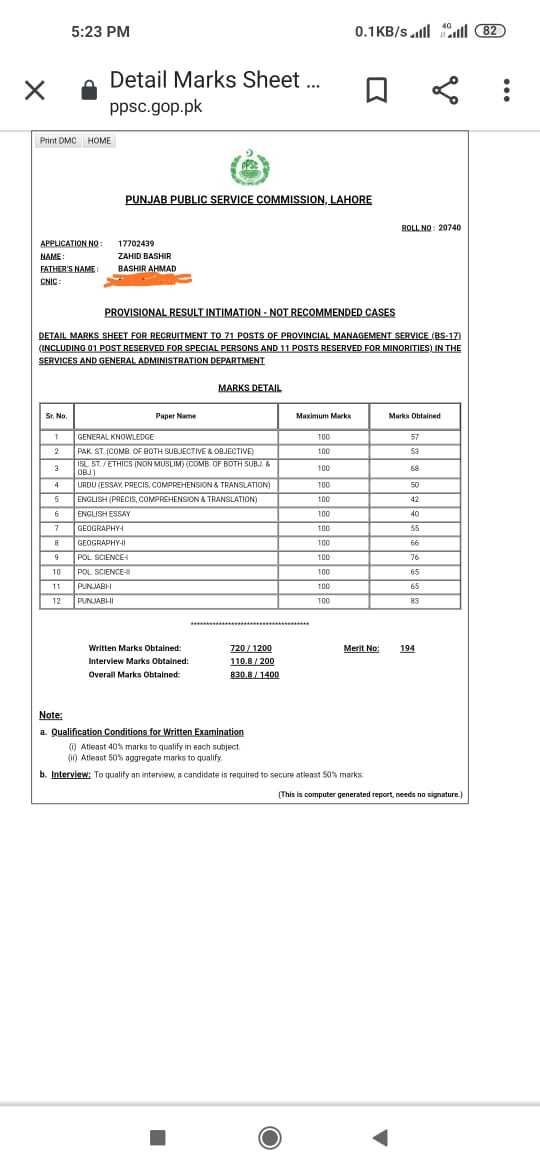 5:23 PM
0.1KB/s 4G 82
Detail Marks Sheet ...
ppsc.gop.pk
Print DMC HOME
PPSC
PUNJAB PUBLIC SERVICE COMMISSION, LAHORE
ROLL NO : 20740
APPLICATION NO : 17702439
NAME : ZAHID BASHIR
FATHER'S NAME : BASHIR AHMAD
CNIC :
PROVISIONAL RESULT INTIMATION - NOT RECOMMENDED CASES
DETAIL MARKS SHEET FOR RECRUITMENT TO 71 POSTS OF PROVINCIAL MANAGEMENT SERVICE (BS-17)
(INCLUDING 01 POST RESERVED FOR SPECIAL PERSONS AND 11 POSTS RESERVED FOR MINORITIES) IN THE
SERVICES AND GENERAL ADMINISTRATION DEPARTMENT
MARKS DETAIL
Sr. No. Paper Name Maximum Marks Marks Obtained
1 GENERAL KNOWLEDGE 100 57
2 PAK. ST.(COMB. OF BOTH SUBJECTIVE & OBJECTIVE) 100 53
3 ISL. ST. / ETHICS (NON MUSLIM) (COMB. OF BOTH SUBJ. & OBJ.) 100 68
4 URDU (ESSAY, PRECIS, COMPREHENSION & TRANSLATION) 100 50
5 ENGLISH (PRECIS, COMPREHENSION & TRANSLATION) 100 42
6 ENGLISH ESSAY 100 40
7 GEOGRAPHY-I 100 55
8 GEOGRAPHY-II 100 66
9 POL. SCIENCE-I 100 76
10 POL. SCIENCE-II 100 65
11 PUNJABI-I 100 65
12 PUNJABI-II 100 83
Written Marks Obtained: 720 / 1200 Merit No: 194
Interview Marks Obtained: 110.8 / 200
Overall Marks Obtained: 830.8 / 1400
Note:
a. Qualification Conditions for Written Examination
(i) Atleast 40% marks to qualify in each subject.
(ii) Atleast 50% aggregate marks to qualify.
b. Interview: To qualify an interview, a candidate is required to secure atleast 50% marks.
(This is computer generated report, needs no signature.)